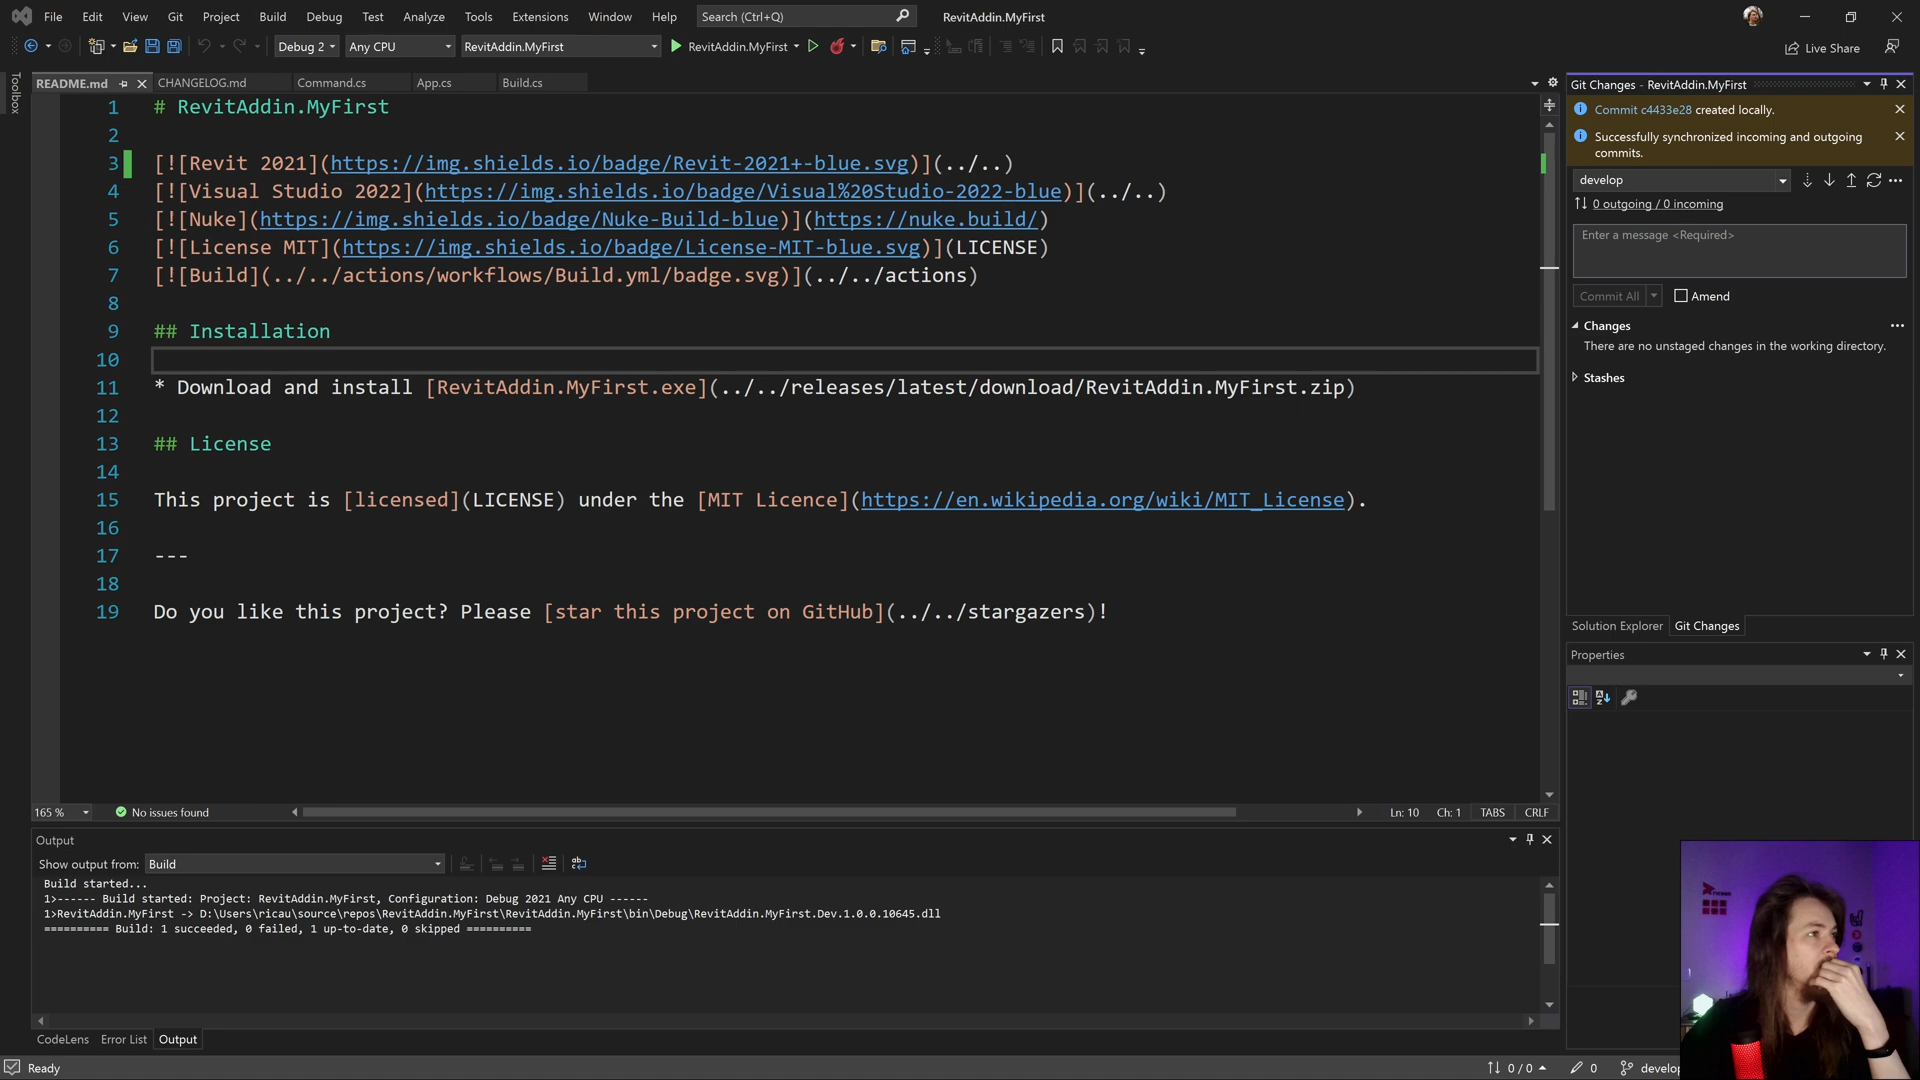 File Edit View Git Project Build Debug Test Analyze Tools Extensions Window Help Search (Ctrl+Q) RevitAddin.MyFirst
Debug 2 Any CPU RevitAddin.MyFirst RevitAddin.MyFirst Live Share
Toolbox
README.md CHANGELOG.md Command.cs App.cs Build.cs
1 # RevitAddin.MyFirst
2
3 [![Revit 2021](https://img.shields.io/badge/Revit-2021+-blue.svg)](../..)
4 [![Visual Studio 2022](https://img.shields.io/badge/Visual%20Studio-2022-blue)](../..)
5 [![Nuke](https://img.shields.io/badge/Nuke-Build-blue)](https://nuke.build/)
6 [![License MIT](https://img.shields.io/badge/License-MIT-blue.svg)](LICENSE)
7 [![Build](../../actions/workflows/Build.yml/badge.svg)](../../actions)
8
9 ## Installation
10
11 * Download and install [RevitAddin.MyFirst.exe](../../releases/latest/download/RevitAddin.MyFirst.zip)
12
13 ## License
14
15 This project is [licensed](LICENSE) under the [MIT Licence](https://en.wikipedia.org/wiki/MIT_License).
16
17 ---
18
19 Do you like this project? Please [star this project on GitHub](../../stargazers)!
165 % No issues found Ln: 10 Ch: 1 TABS CRLF
Output
Show output from: Build
Build started...
1>------ Build started: Project: RevitAddin.MyFirst, Configuration: Debug 2021 Any CPU ------
1>RevitAddin.MyFirst -> D:\Users\ricau\source\repos\RevitAddin.MyFirst\RevitAddin.MyFirst\bin\Debug\RevitAddin.MyFirst.Dev.1.0.0.10645.dll
========== Build: 1 succeeded, 0 failed, 1 up-to-date, 0 skipped ==========
CodeLens Error List Output
Git Changes - RevitAddin.MyFirst
Commit c4433e28 created locally.
Successfully synchronized incoming and outgoing
commits.
develop
0 outgoing / 0 incoming
Enter a message <Required>
Commit All Amend
Changes
There are no unstaged changes in the working directory.
Stashes
Solution Explorer Git Changes
Properties
Ready 0 / 0 0 develop